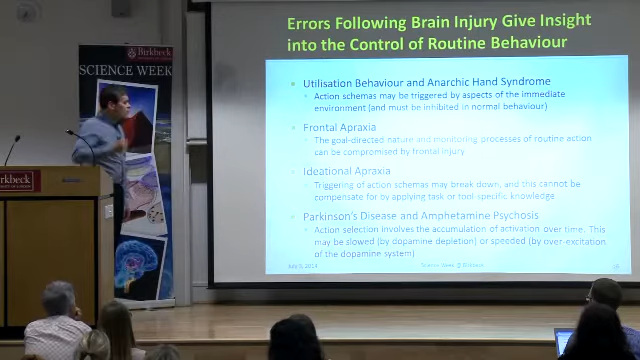 Errors Following Brain Injury Give Insight
into the Control of Routine Behaviour
Birkbeck
SCIENCE WEEK
• Utilisation Behaviour and Anarchic Hand Syndrome
• Action schemas may be triggered by aspects of the immediate
environment (and must be inhibited in normal behaviour)
• Frontal Apraxia
• The goal-directed nature and monitoring processes of routine action
can be compromised by frontal injury
• Ideational Apraxia
• Triggering of action schemas may break down, and this cannot be
compensate for by applying task or tool-specific knowledge
• Parkinson's Disease and Amphetamine Psychosis
• Action selection involves the accumulation of activation over time. This
may be slowed (by dopamine depletion) or speeded (by over-excitation
of the dopamine system)
Birkbeck
Science Week @ Birkbeck